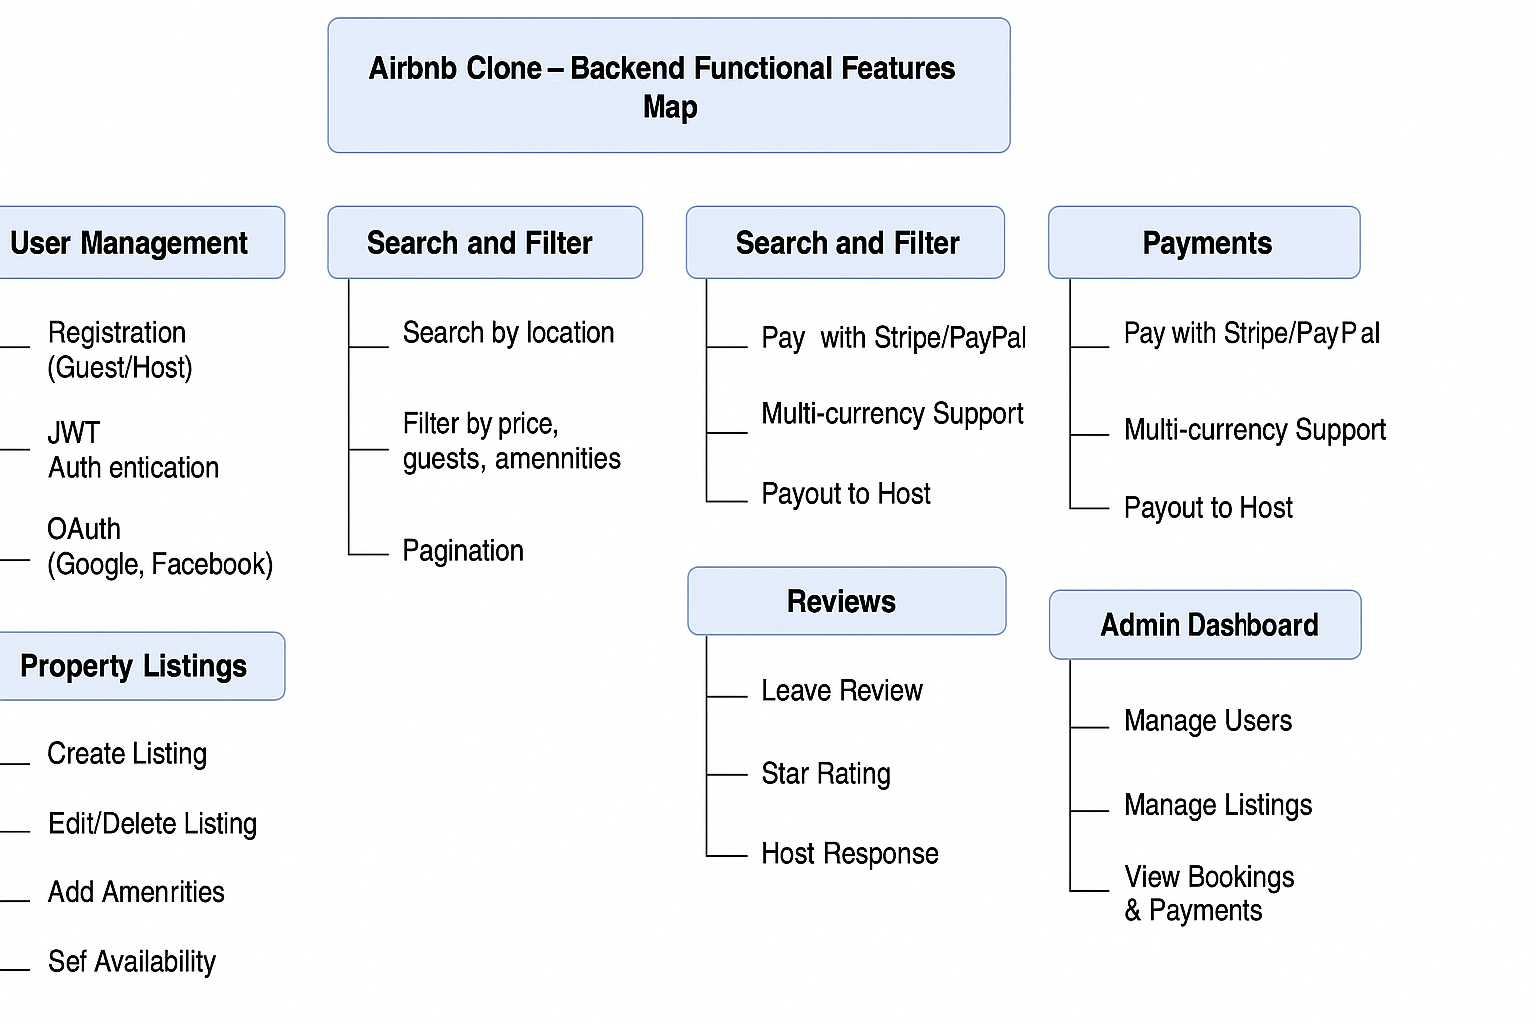 Airbnb Clone – Backend Functional Features
Map
User Management
Registration
(Guest/Host)
JWT
Auth entication
OAuth
(Google, Facebook)
Property Listings
Create Listing
Edit/Delete Listing
Add Amenrities
Sef Availability
Search and Filter
Search by location
Filter by price,
guests, amennities
Pagination
Search and Filter
Pay with Stripe/PayPal
Multi-currency Support
Payout to Host
Reviews
Leave Review
Star Rating
Host Response
Payments
Pay with Stripe/PayPal
Multi-currency Support
Payout to Host
Admin Dashboard
Manage Users
Manage Listings
View Bookings
& Payments